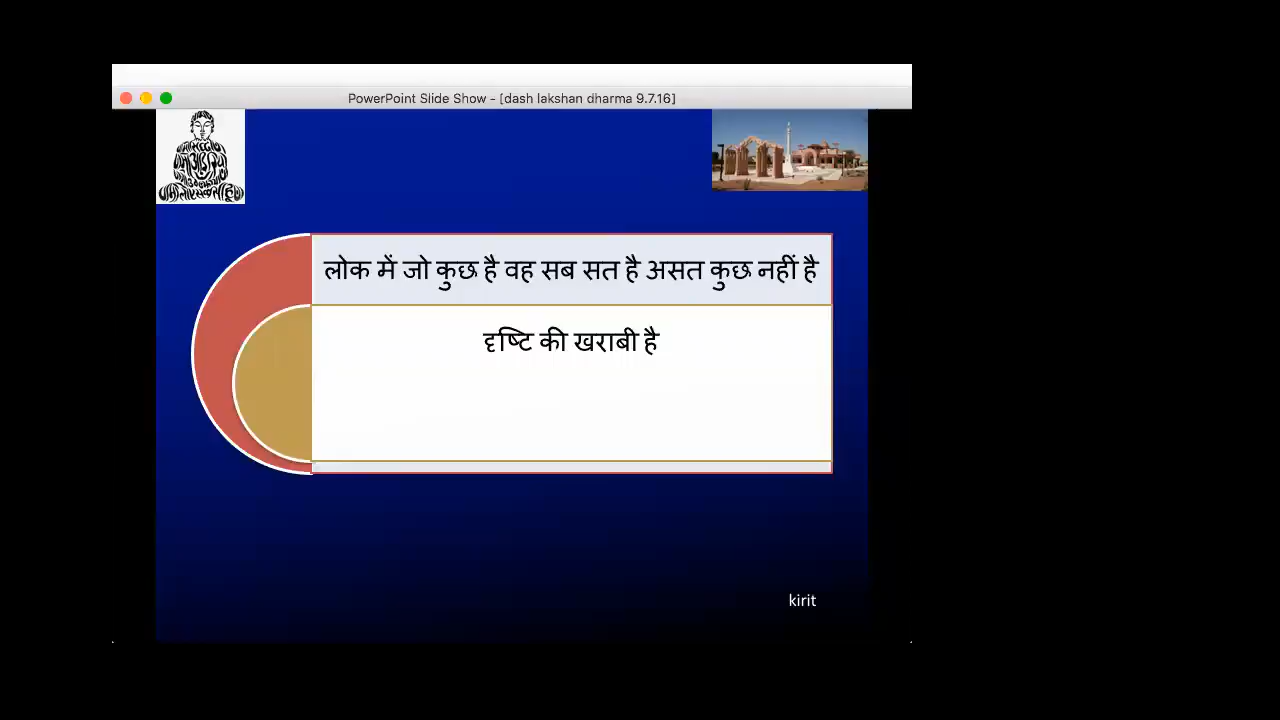 PowerPoint Slide Show - [dash lakshan dharma 9.7.16]
लोक में जो कुछ है वह सब सत है असत कुछ नहीं है
दृष्टि की खराबी है
kirit